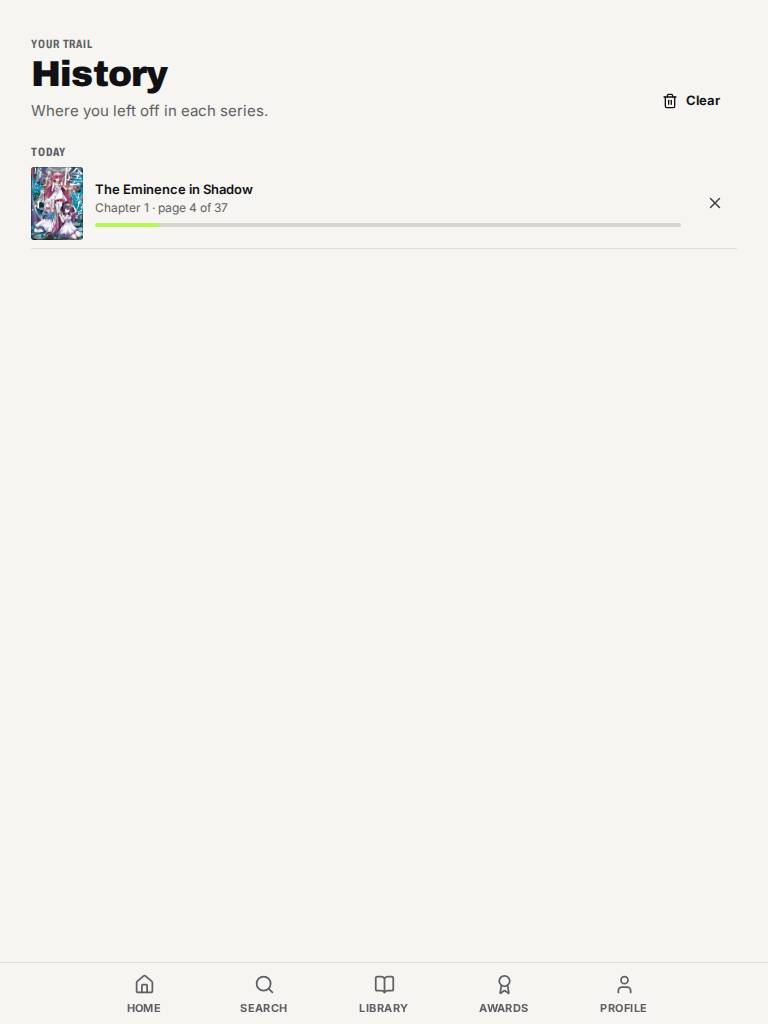 YOUR TRAIL
History
Where you left off in each series.
Clear
TODAY
The Eminence in Shadow
Chapter 1 · page 4 of 37
HOME
SEARCH
LIBRARY
AWARDS
PROFILE